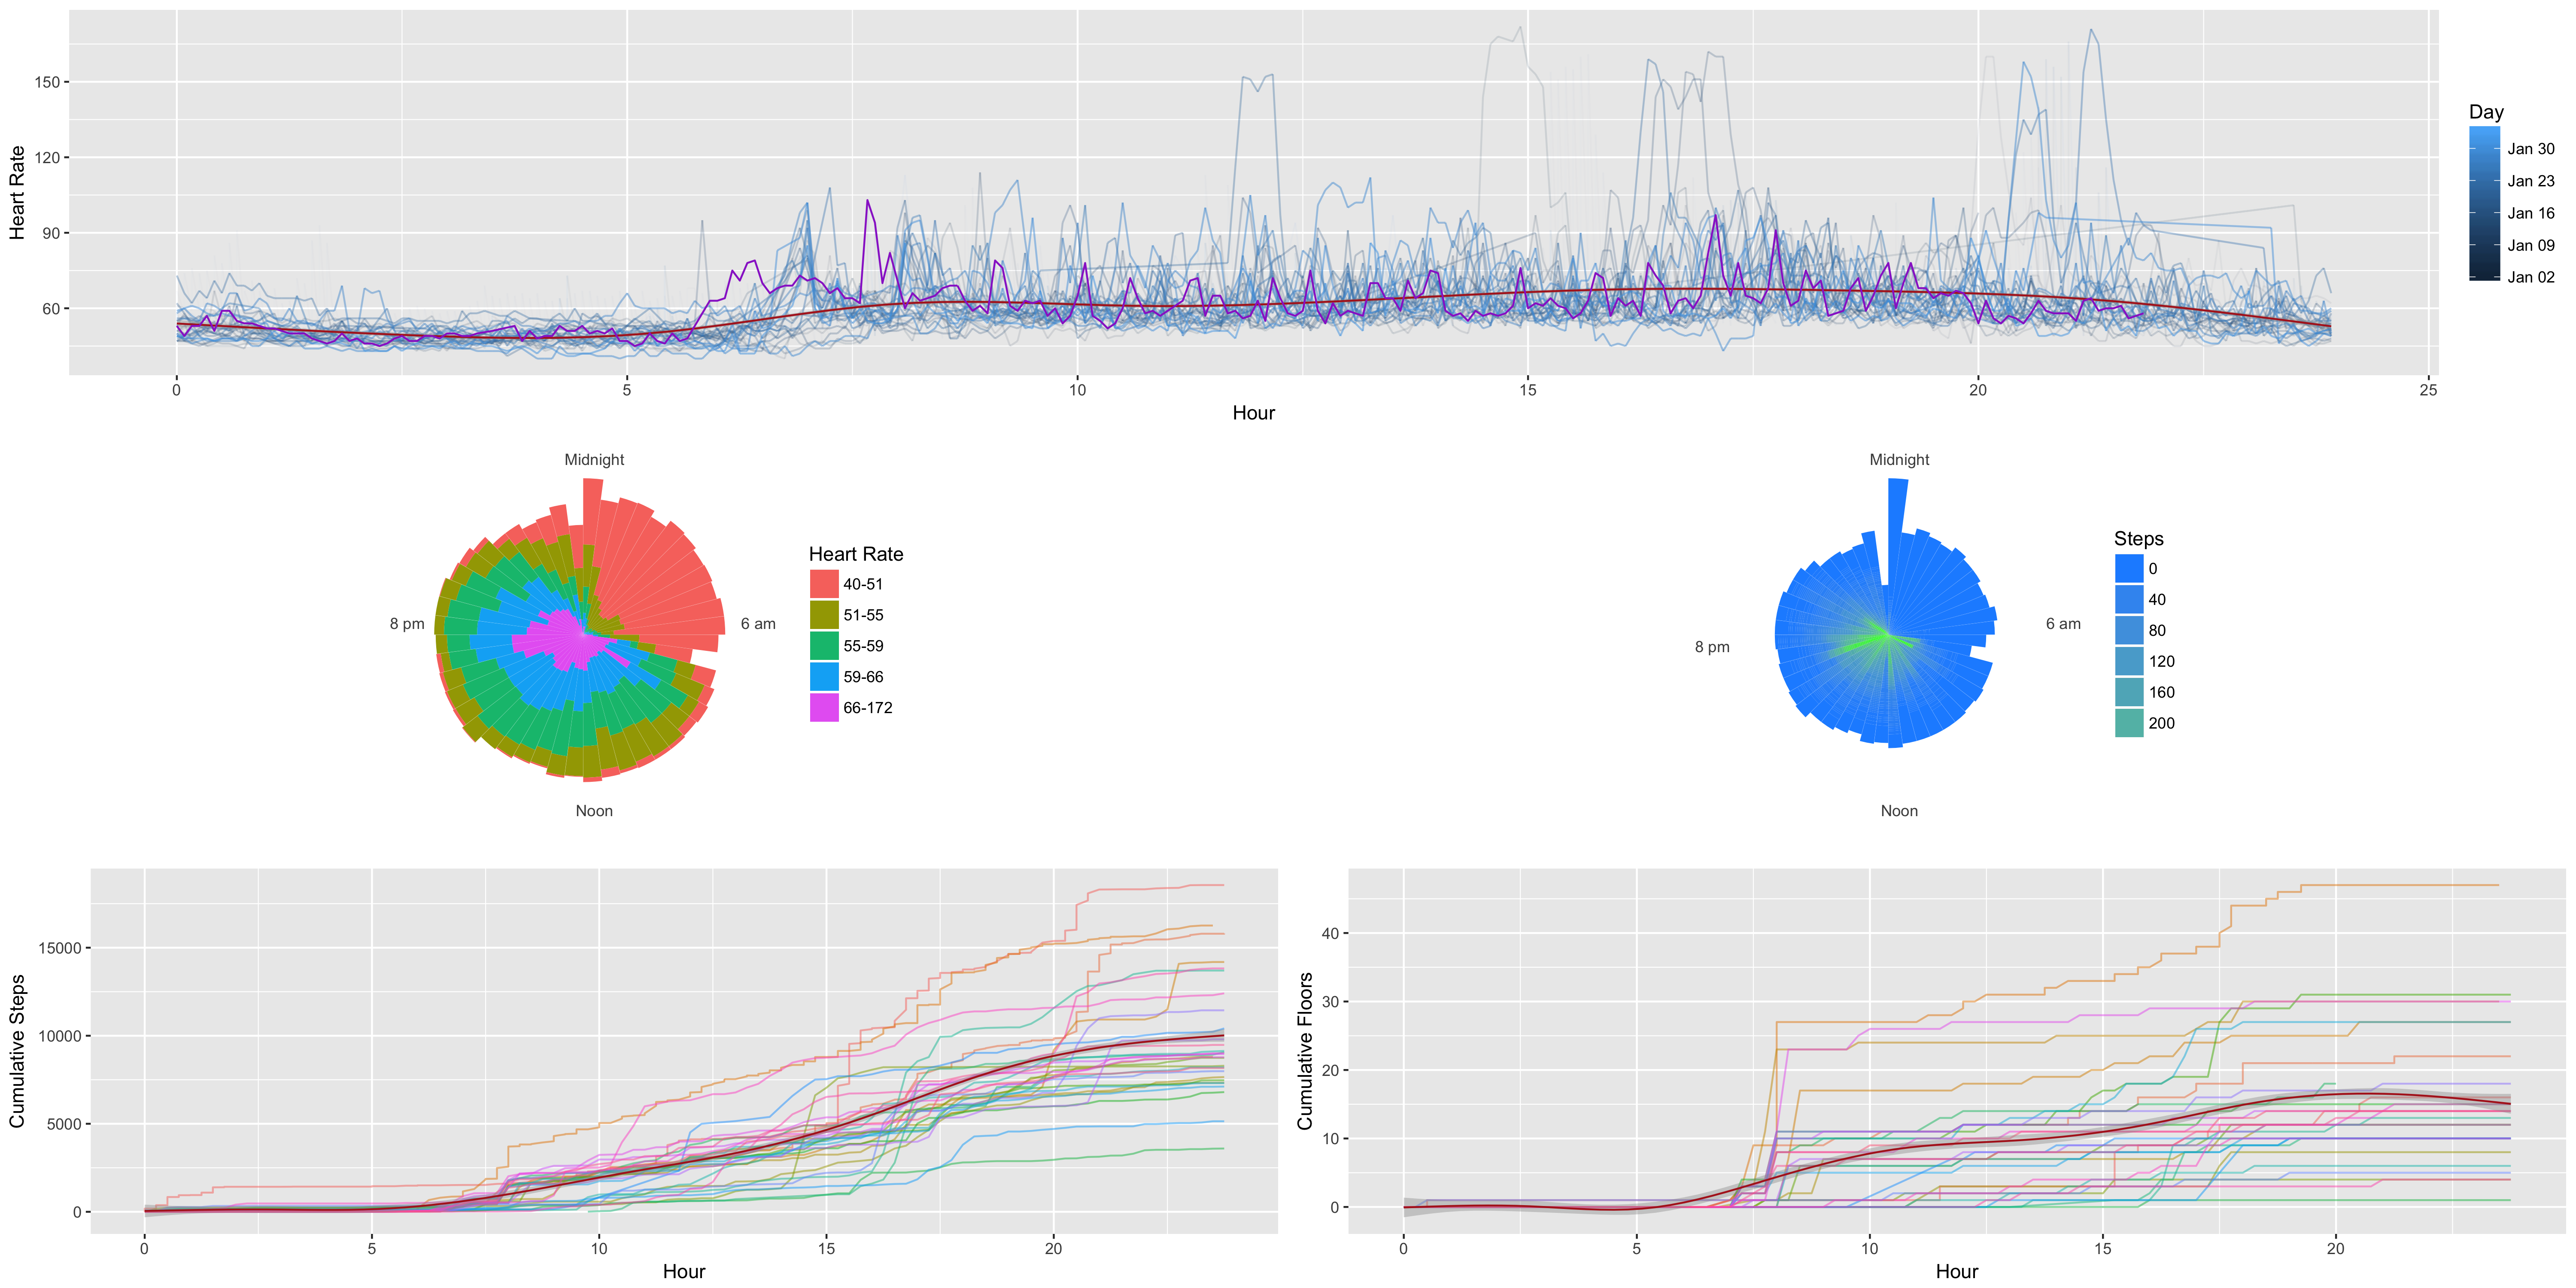 Heart Rate
150
120
90
60
0
5
10
15
20
25
Hour
Day
Jan 30
Jan 23
Jan 16
Jan 09
Jan 02
Midnight
8 pm
6 am
Noon
Heart Rate
40-51
51-55
55-59
59-66
66-172
Midnight
8 pm
6 am
Noon
Steps
0
40
80
120
160
200
Cumulative Steps
15000
10000
5000
0
0
5
10
15
20
Hour
Cumulative Floors
40
30
20
10
0
0
5
10
15
20
Hour